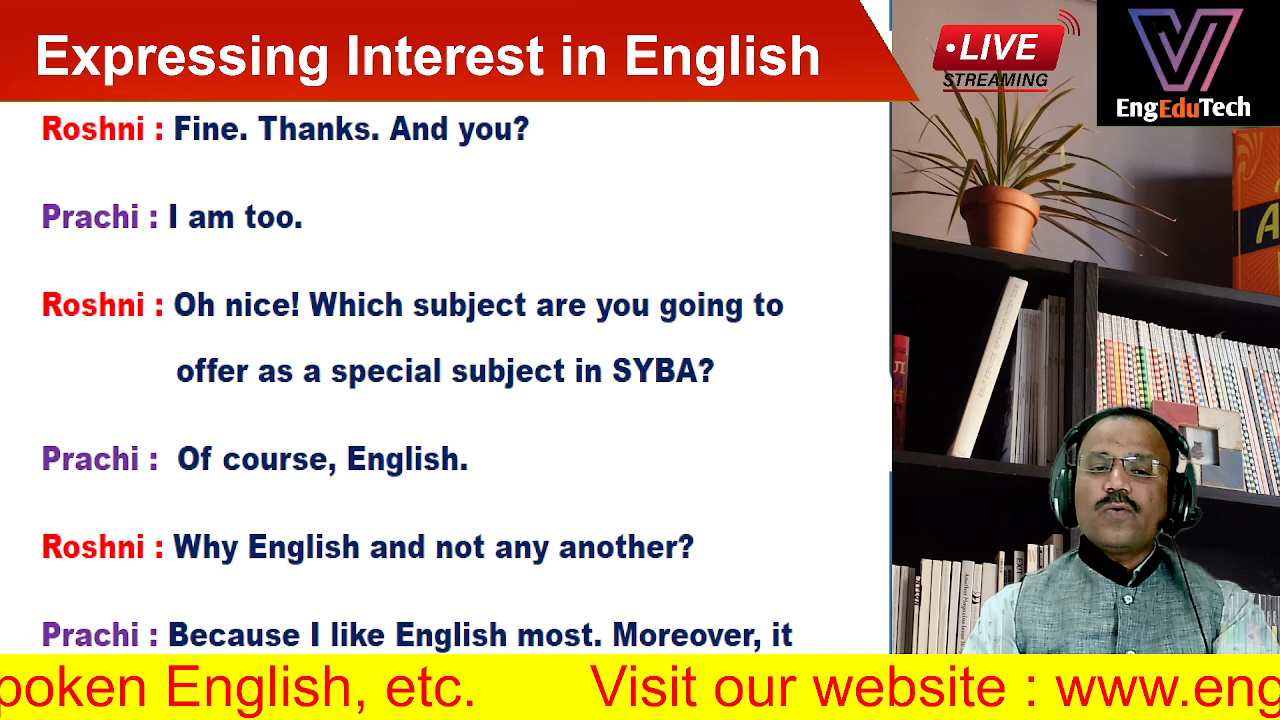 Expressing Interest in English
LIVE
STREAMING
EngEduTech
Roshni : Fine. Thanks. And you?
Prachi : I am too.
Roshni : Oh nice! Which subject are you going to
offer as a special subject in SYBA?
Prachi : Of course, English.
Roshni : Why English and not any another?
Prachi : Because I like English most. Moreover, it
poken English, etc. Visit our website : www.eng